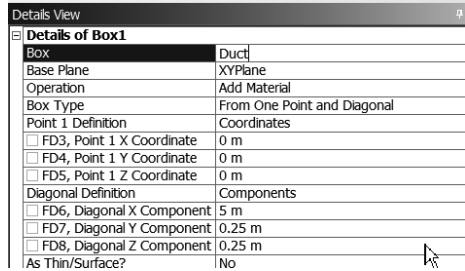 Details View
Details of Box1
Box Duct
Base Plane XYPlane
Operation Add Material
Box Type From One Point and Diagonal
Point 1 Definition Coordinates
FD3, Point 1 X Coordinate 0 m
FD4, Point 1 Y Coordinate 0 m
FD5, Point 1 Z Coordinate 0 m
Diagonal Definition Components
FD6, Diagonal X Component 5 m
FD7, Diagonal Y Component 0.25 m
FD8, Diagonal Z Component 0.25 m
As Thin/Surface? No